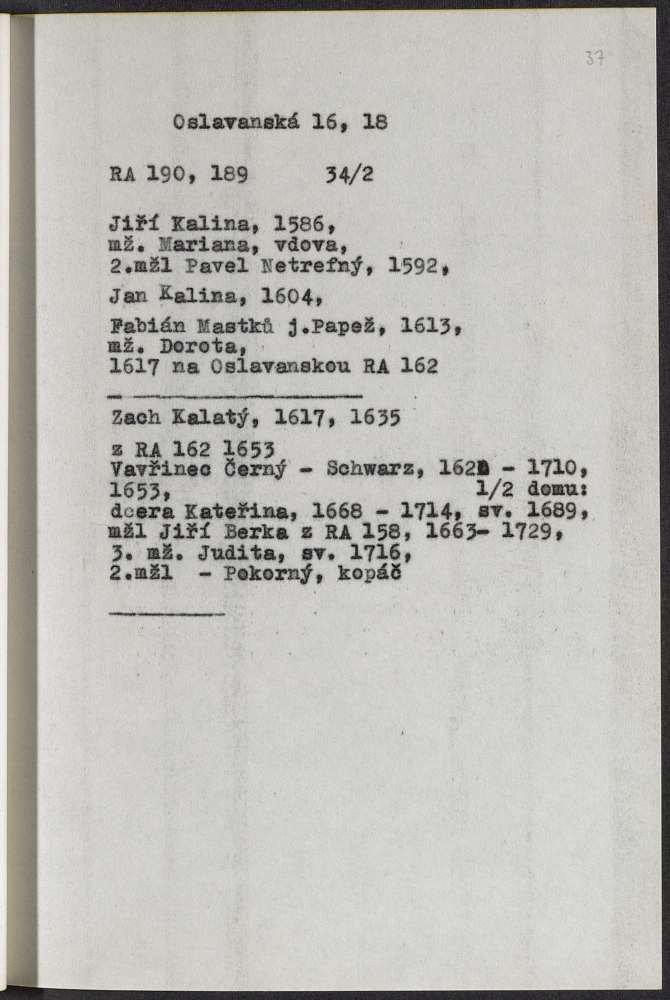 37
Oslavanská 16, 18
RA 190, 189 34/2
Jiří Kalina, 1586,
mž. Mariana, vdova,
2.mžl Pavel Netrefný, 1592,
Jan Kalina, 1604,
Fabián Mastků j.Papež, 1613,
mž. Dorota,
1617 na Oslavanskou RA 162
Zach Kalatý, 1617, 1635
z RA 162 1653
Vavřinec Černý - Schwarz, - 1710,
1653, 1/2 domu:
dcera Kateřina, 1668 - 1714, sv. 1689,
mžl Jiří Berka z RA 158, 1663- 1729,
3. mž. Judita, sv. 1716,
2.mžl - Pokorný, kopáč